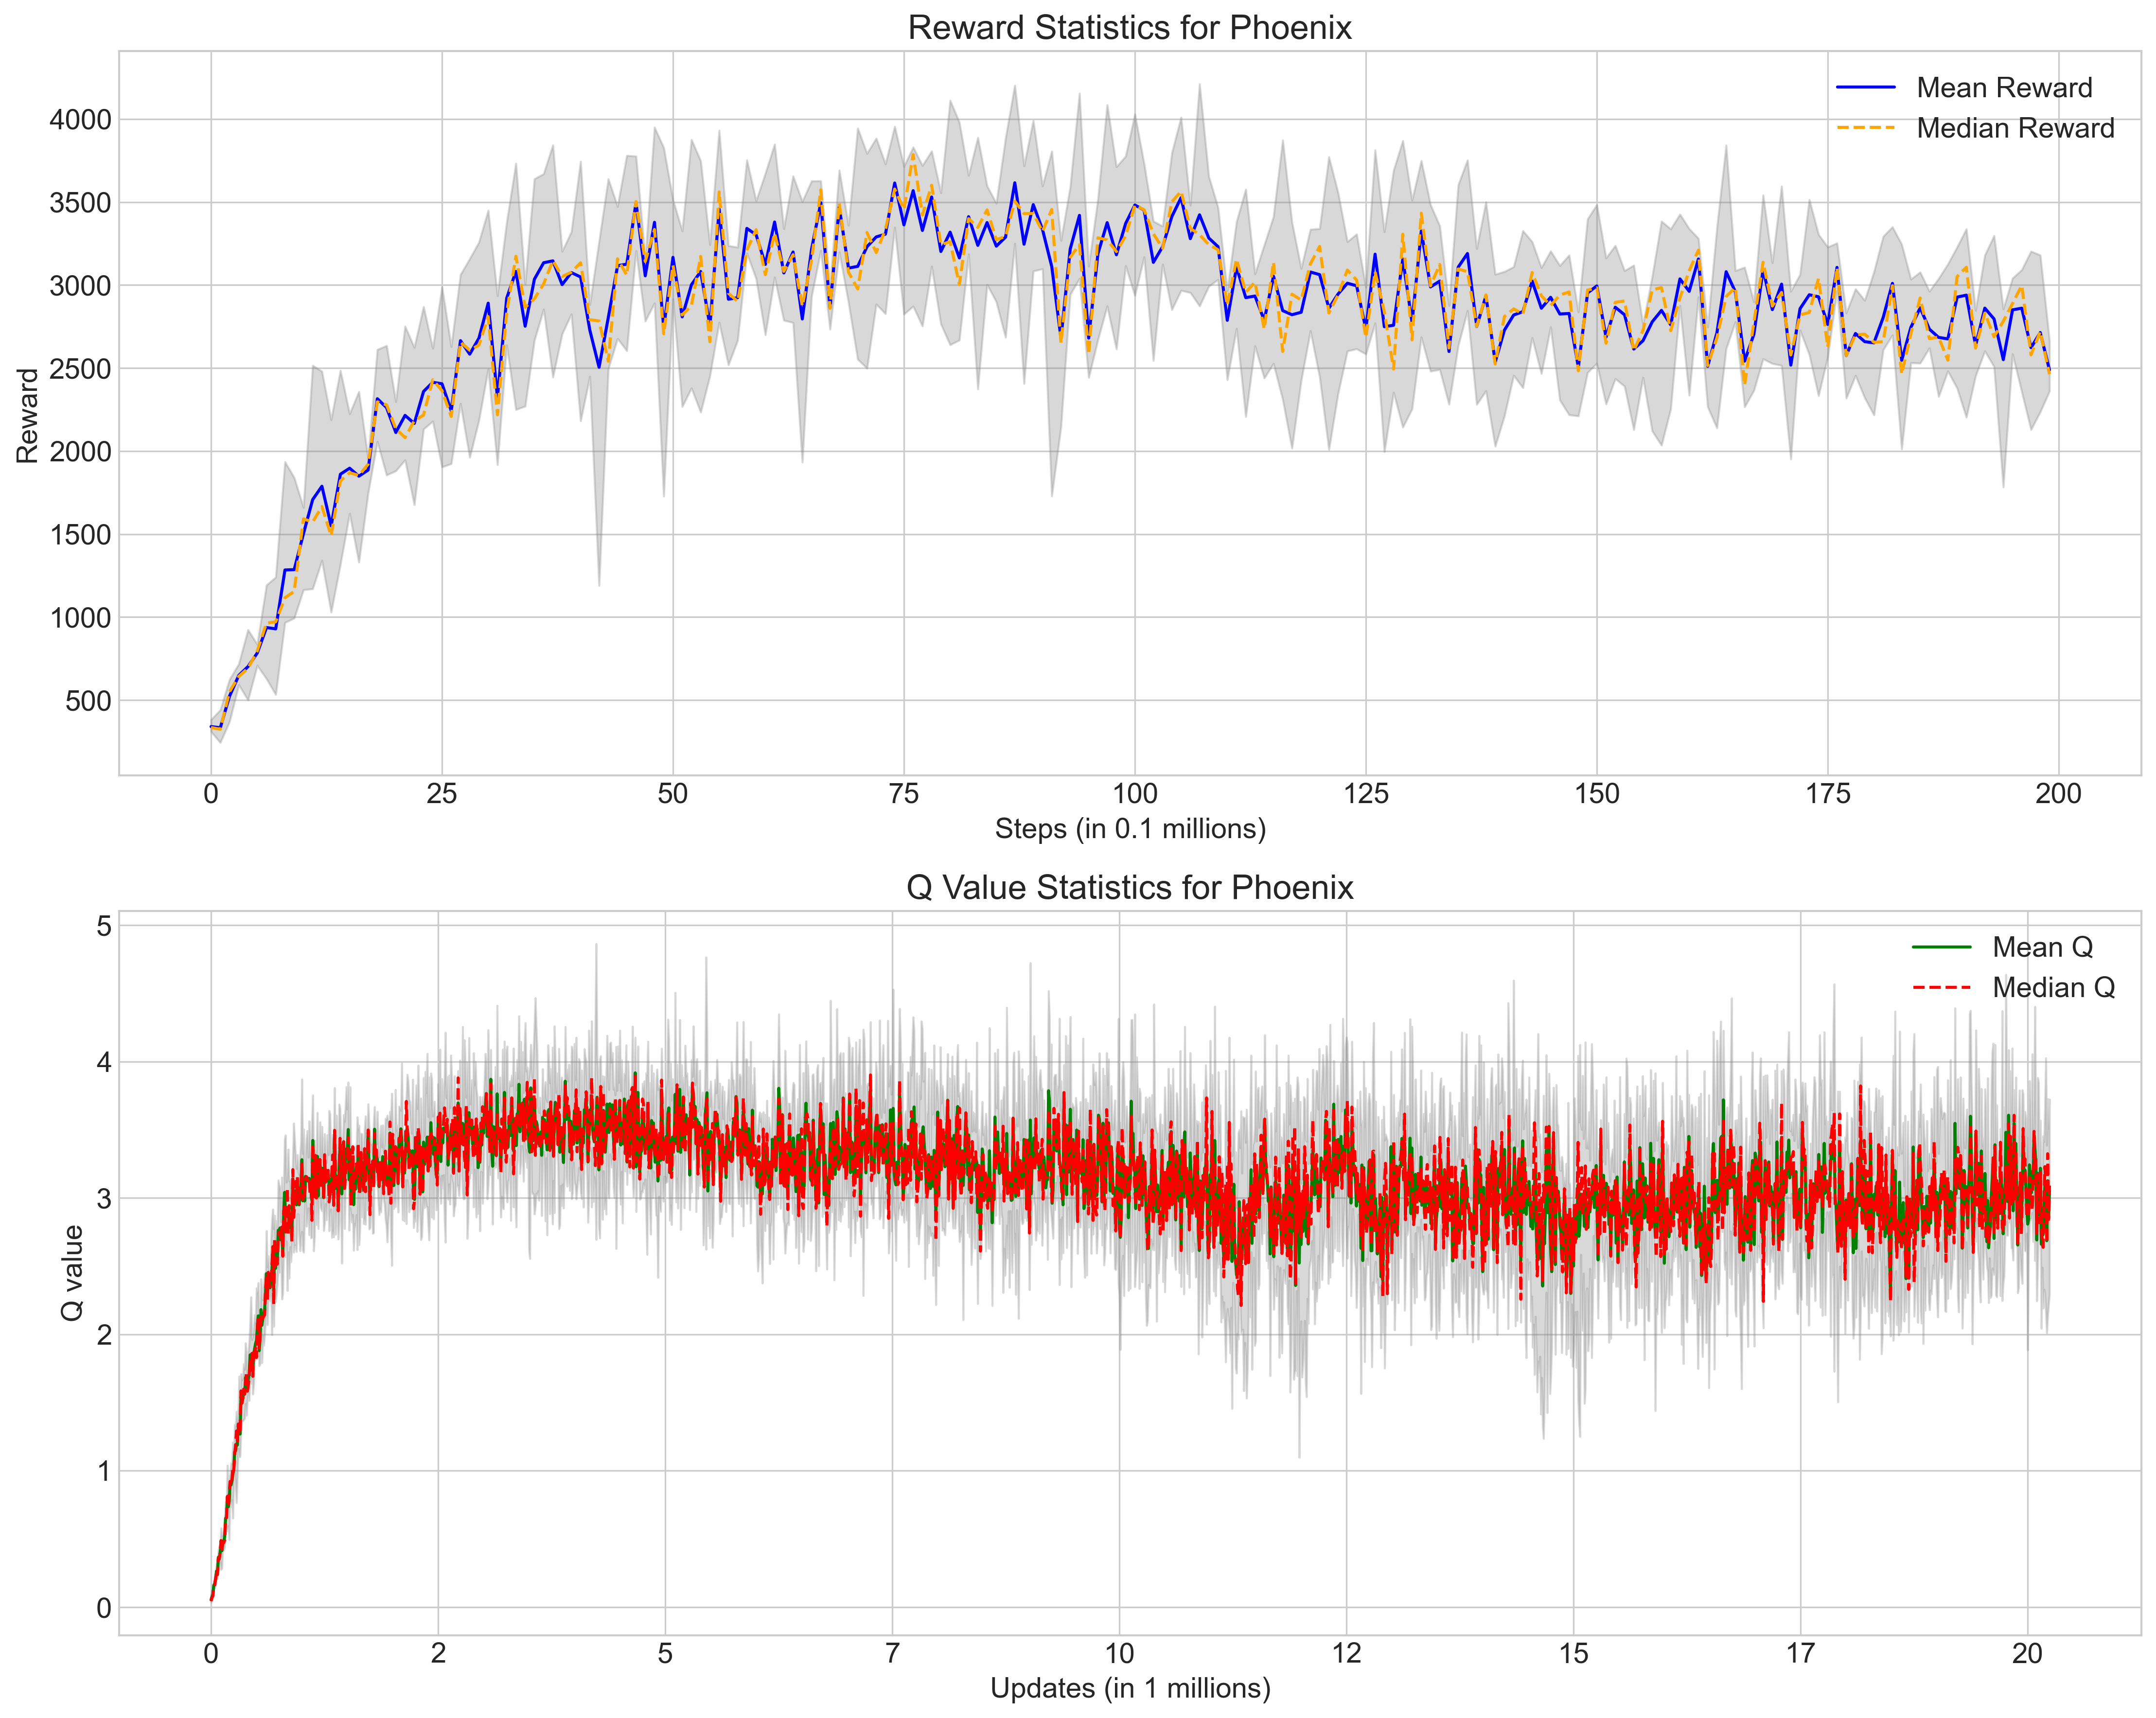 Reward Statistics for Phoenix
Mean Reward
Median Reward
4000
3500
3000
2500
2000
1500
1000
500
Reward
0 25 50 75 100 125 150 175 200
Steps (in 0.1 millions)
Q Value Statistics for Phoenix
Mean Q
Median Q
5
4
3
2
1
0
Q value
0 2 5 7 10 12 15 17 20
Updates (in 1 millions)